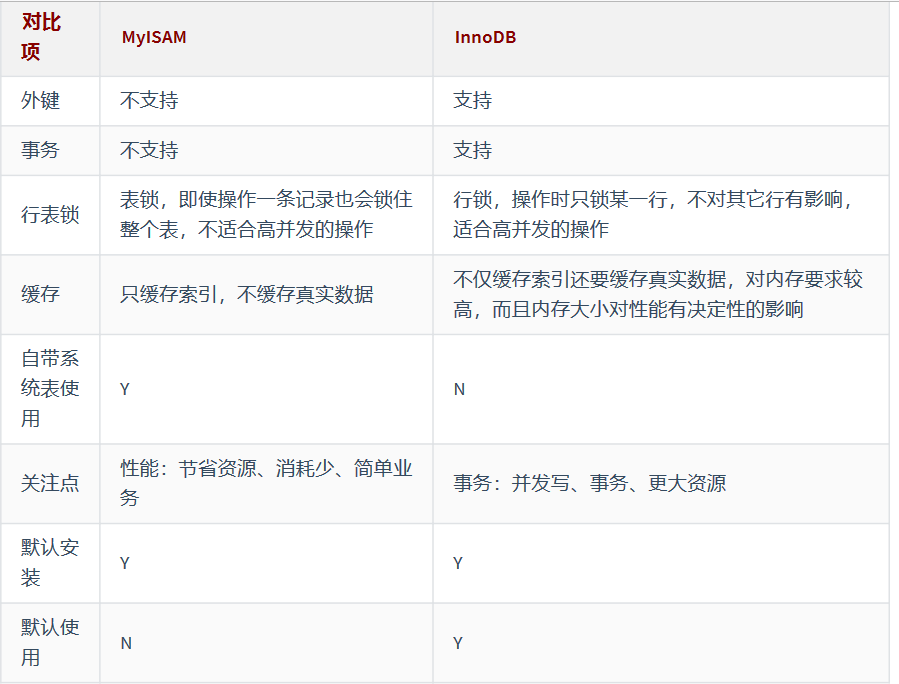 对比
项
MyISAM
InnoDB
外键
不支持
支持
事务
不支持
支持
行表锁
表锁，即使操作一条记录也会锁住
整个表，不适合高并发的操作
行锁，操作时只锁某一行，不对其它行有影响，
适合高并发的操作
缓存
只缓存索引，不缓存真实数据
不仅缓存索引还要缓存真实数据，对内存要求较
高，而且内存大小对性能有决定性的影响
自带系
统表使
用
Y
N
关注点
性能：节省资源、消耗少、简单业
务
事务：并发写、事务、更大资源
默认安
装
Y
Y
默认使
用
N
Y